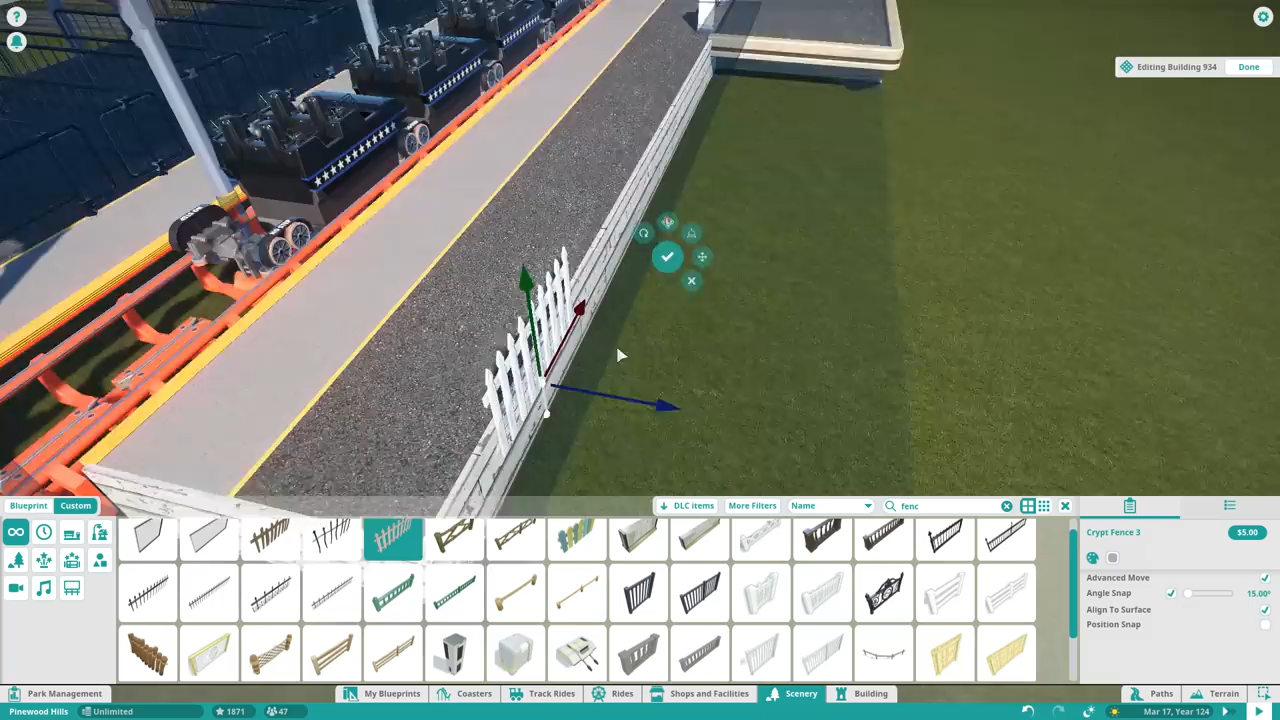 Editing Building 934 Done
Blueprint Custom
DLC items More Filters Name fenc
Crypt Fence 3 $5.00
Advanced Move
Angle Snap 15.00°
Align To Surface
Position Snap
Park Management My Blueprints Coasters Track Rides Rides Shops and Facilities Scenery Building Paths Terrain
Pinewood Hills Unlimited 1871 47 Mar 17, Year 124